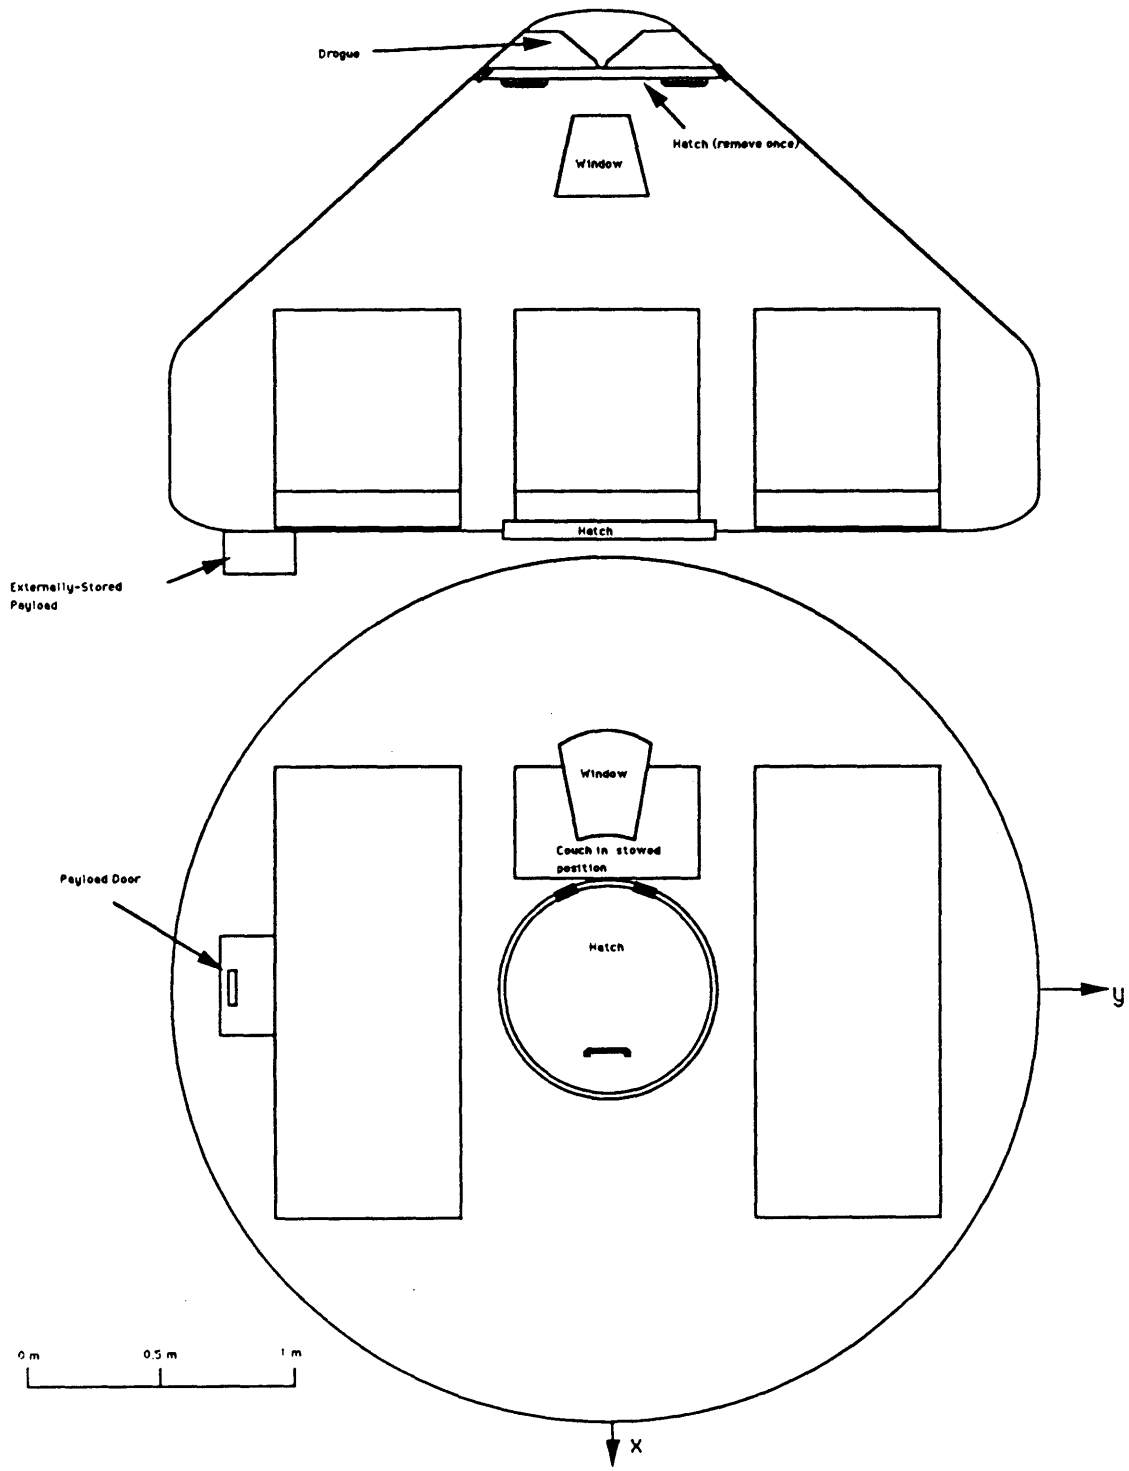 Drogue
Hatch (remove once)
Window
Hatch
Externally-Stored
Payload
Window
Couch in stowed
position
Payload Door
Hatch
y
0 m
0.5 m
1 m
x